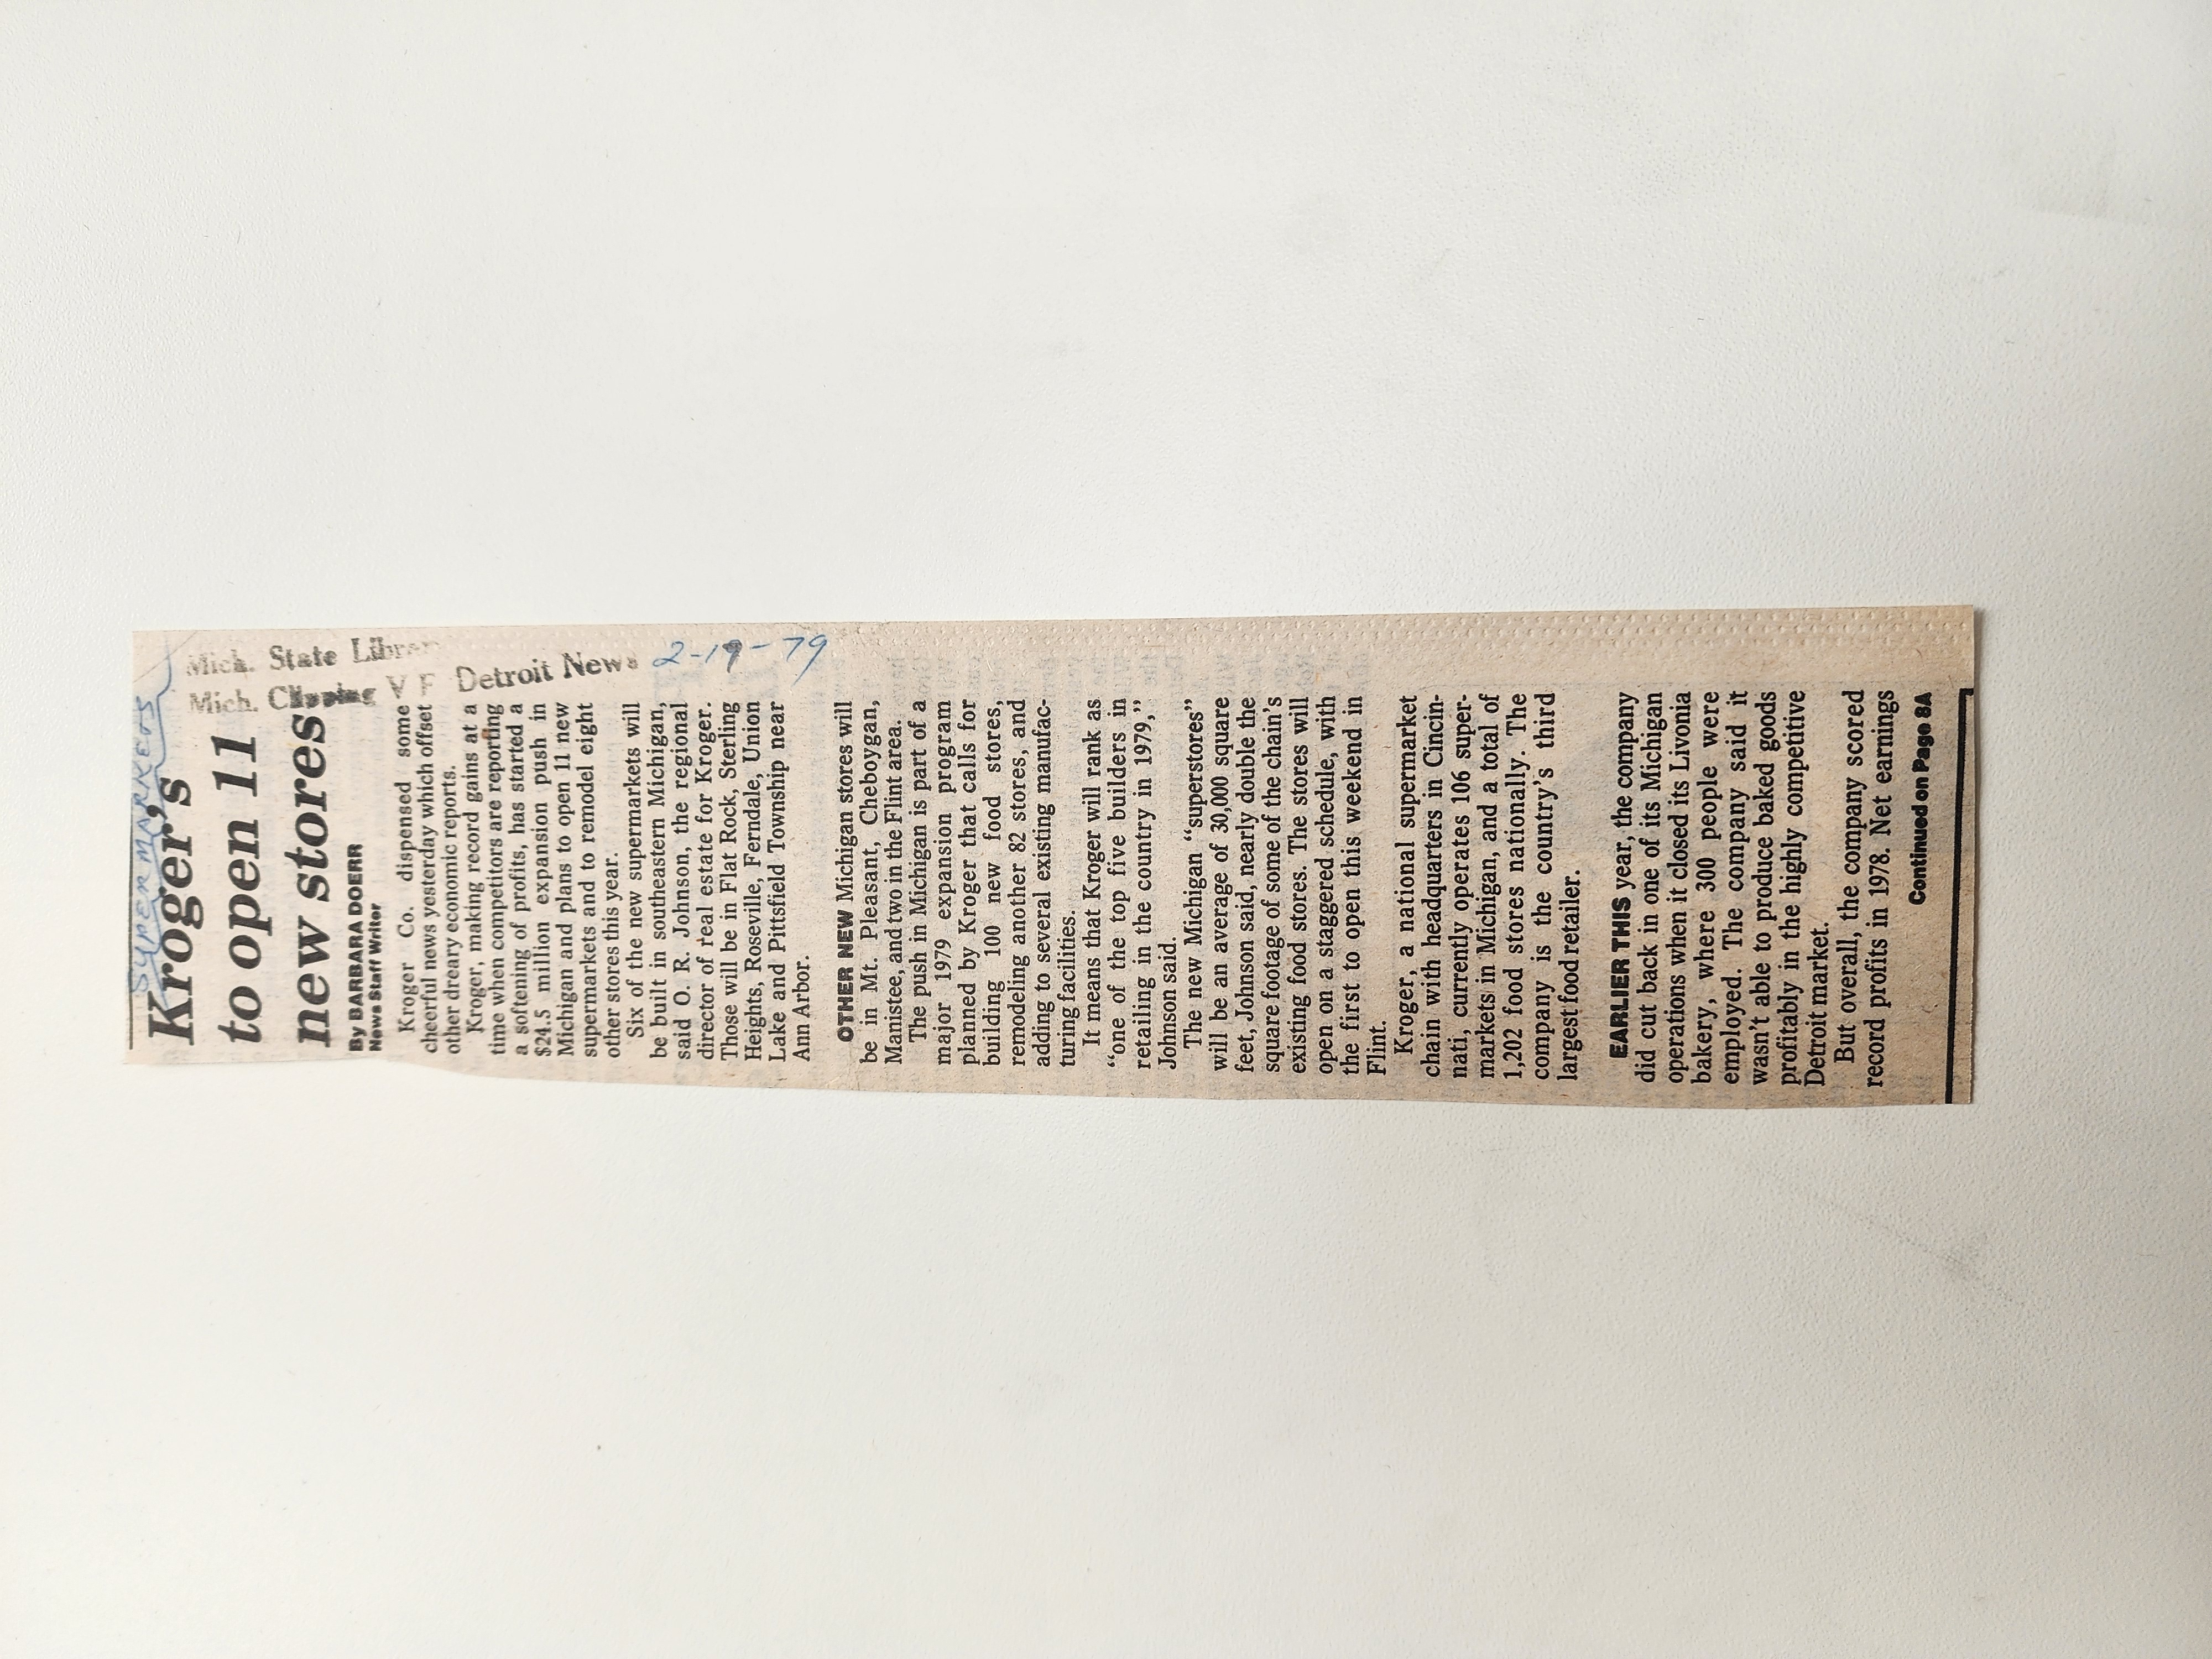 SUPERMARKETS
Mich. State Library
Mich. Clipping V F Detroit News 2-19-79
Kroger's
to open 11
new stores
By BARBARA DOERR
News Staff Writer
Kroger Co. dispensed some
cheerful news yesterday which offset
other dreary economic reports.
Kroger, making record gains at a
time when competitors are reporting
a softening of profits, has started a
$24.5 million expansion push in
Michigan and plans to open 11 new
supermarkets and to remodel eight
other stores this year.
Six of the new supermarkets will
be built in southeastern Michigan,
said O. R. Johnson, the regional
director of real estate for Kroger.
Those will be in Flat Rock, Sterling
Heights, Roseville, Ferndale, Union
Lake and Pittsfield Township near
Ann Arbor.
OTHER NEW Michigan stores will
be in Mt. Pleasant, Cheboygan,
Manistee, and two in the Flint area.
The push in Michigan is part of a
major 1979 expansion program
planned by Kroger that calls for
building 100 new food stores,
remodeling another 82 stores, and
adding to several existing manufac-
turing facilities.
It means that Kroger will rank as
“one of the top five builders in
retailing in the country in 1979,”
Johnson said.
The new Michigan “superstores”
will be an average of 30,000 square
feet, Johnson said, nearly double the
square footage of some of the chain's
existing food stores. The stores will
open on a staggered schedule, with
the first to open this weekend in
Flint.
Kroger, a national supermarket
chain with headquarters in Cincin-
nati, currently operates 106 super-
markets in Michigan, and a total of
1,202 food stores nationally. The
company is the country's third
largest food retailer.
EARLIER THIS year, the company
did cut back in one of its Michigan
operations when it closed its Livonia
bakery, where 300 people were
employed. The company said it
wasn't able to produce baked goods
profitably in the highly competitive
Detroit market.
But overall, the company scored
record profits in 1978. Net earnings
Continued on Page 8A